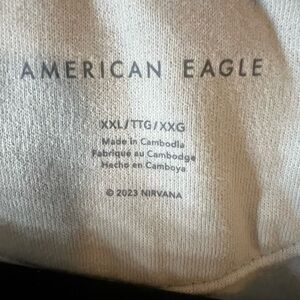 AMERICAN EAGLE
XXL/TTG/XXG
Made in Cambodia
Fabriqué au Cambodge
Hecho en Camboya
© 2023 NIRVANA